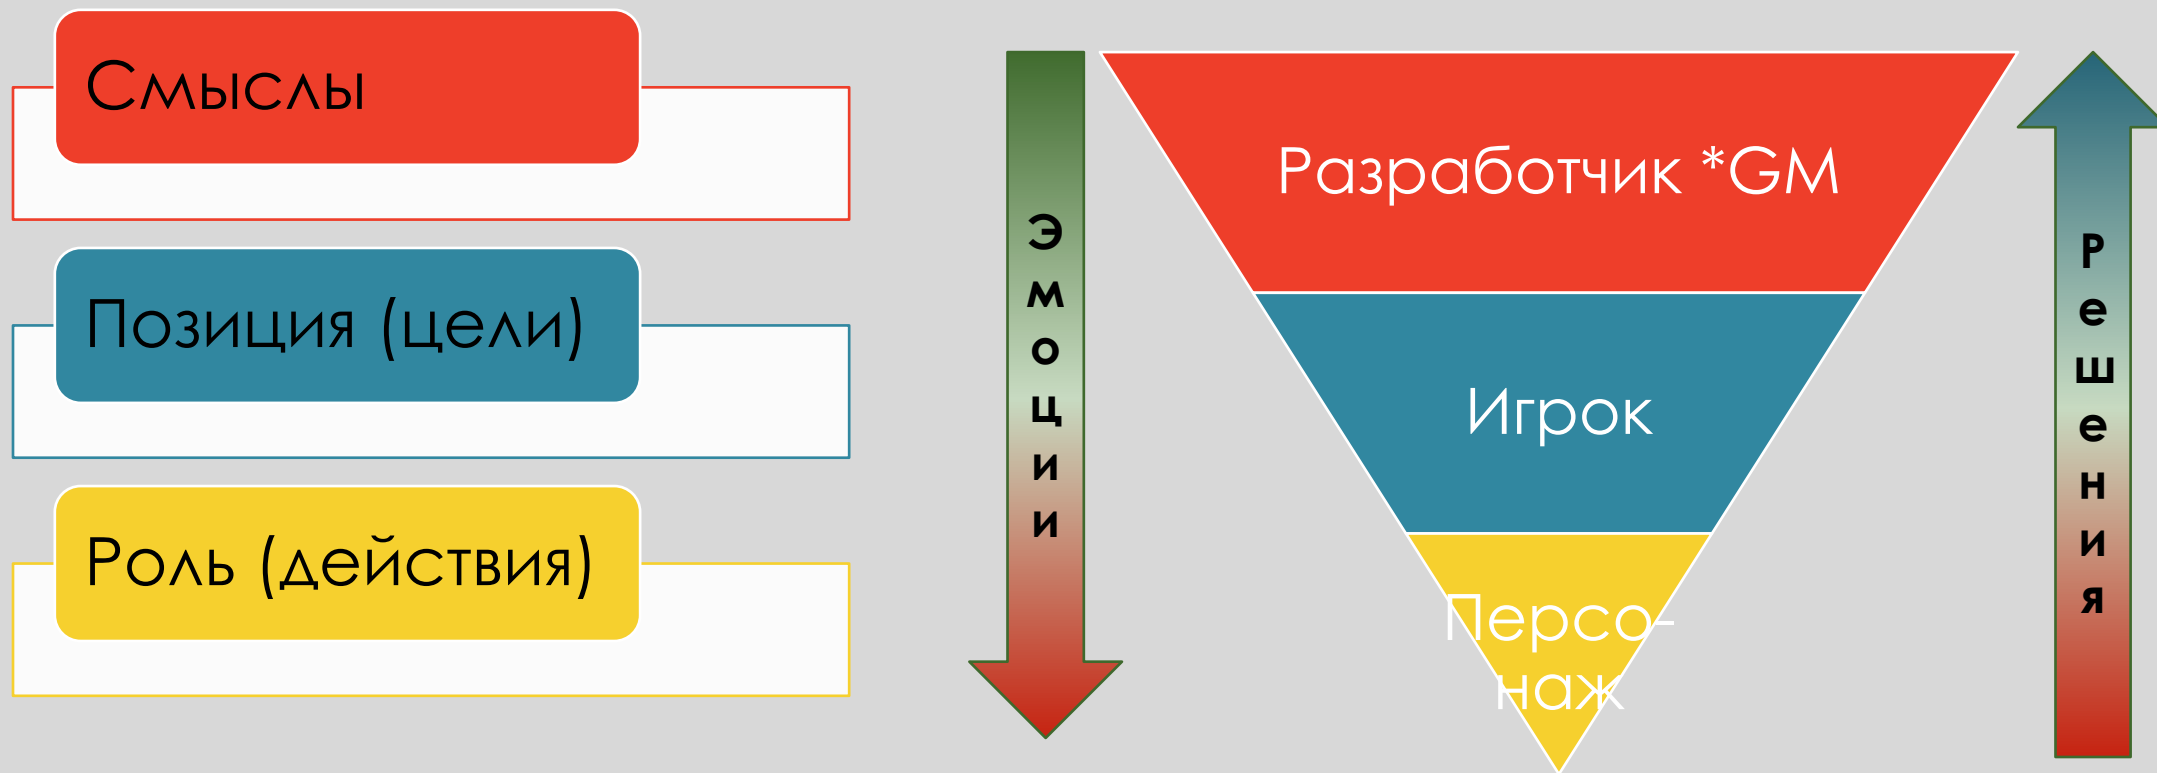 Смыслы
Позиция (цели)
Роль (действия)
Эмоции
Разработчик *GM
Игрок
Персо-
наж
Решения